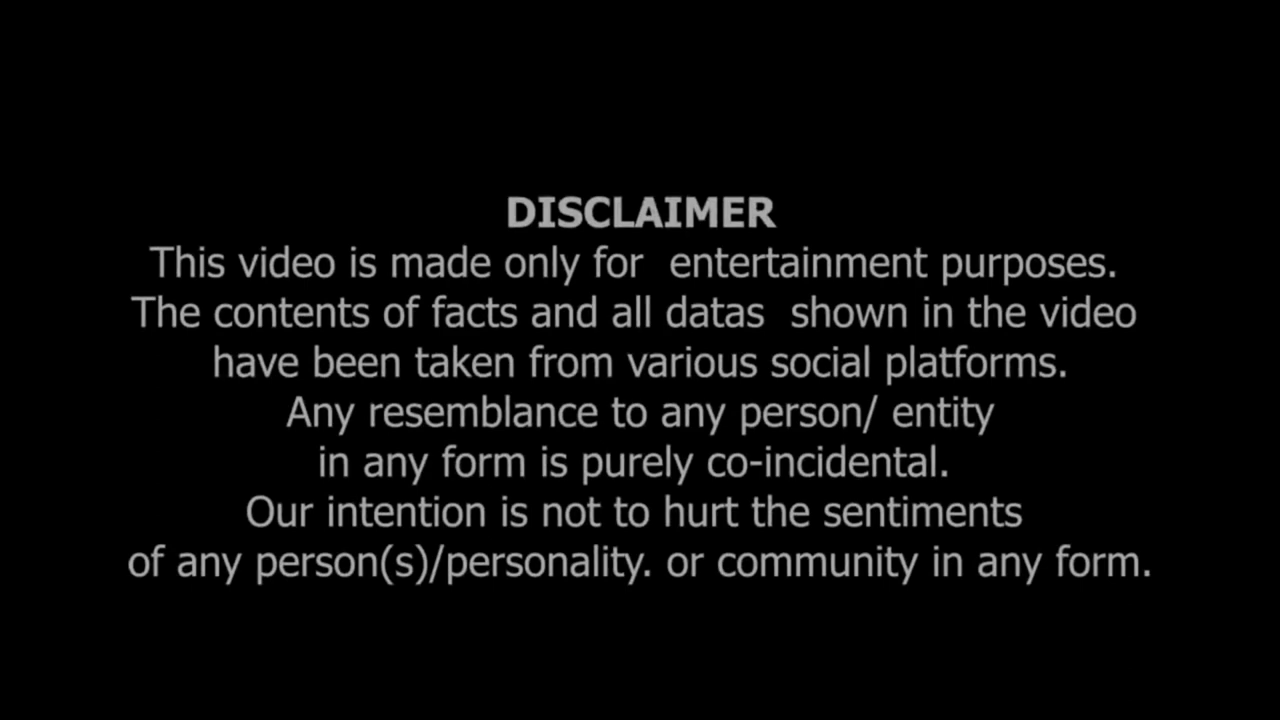 DISCLAIMER
This video is made only for  entertainment purposes.
The contents of facts and all datas  shown in the video
have been taken from various social platforms.
Any resemblance to any person/ entity
in any form is purely co-incidental.
Our intention is not to hurt the sentiments
of any person(s)/personality. or community in any form.